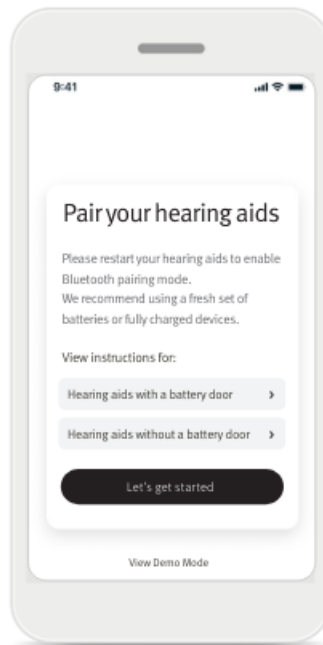 9:41
Pair your hearing aids
Please restart your hearing aids to enable
Bluetooth pairing mode.
We recommend using a fresh set of
batteries or fully charged devices.
View instructions for:
Hearing aids with a battery door
Hearing aids without a battery door
Let's get started
View Demo Mode